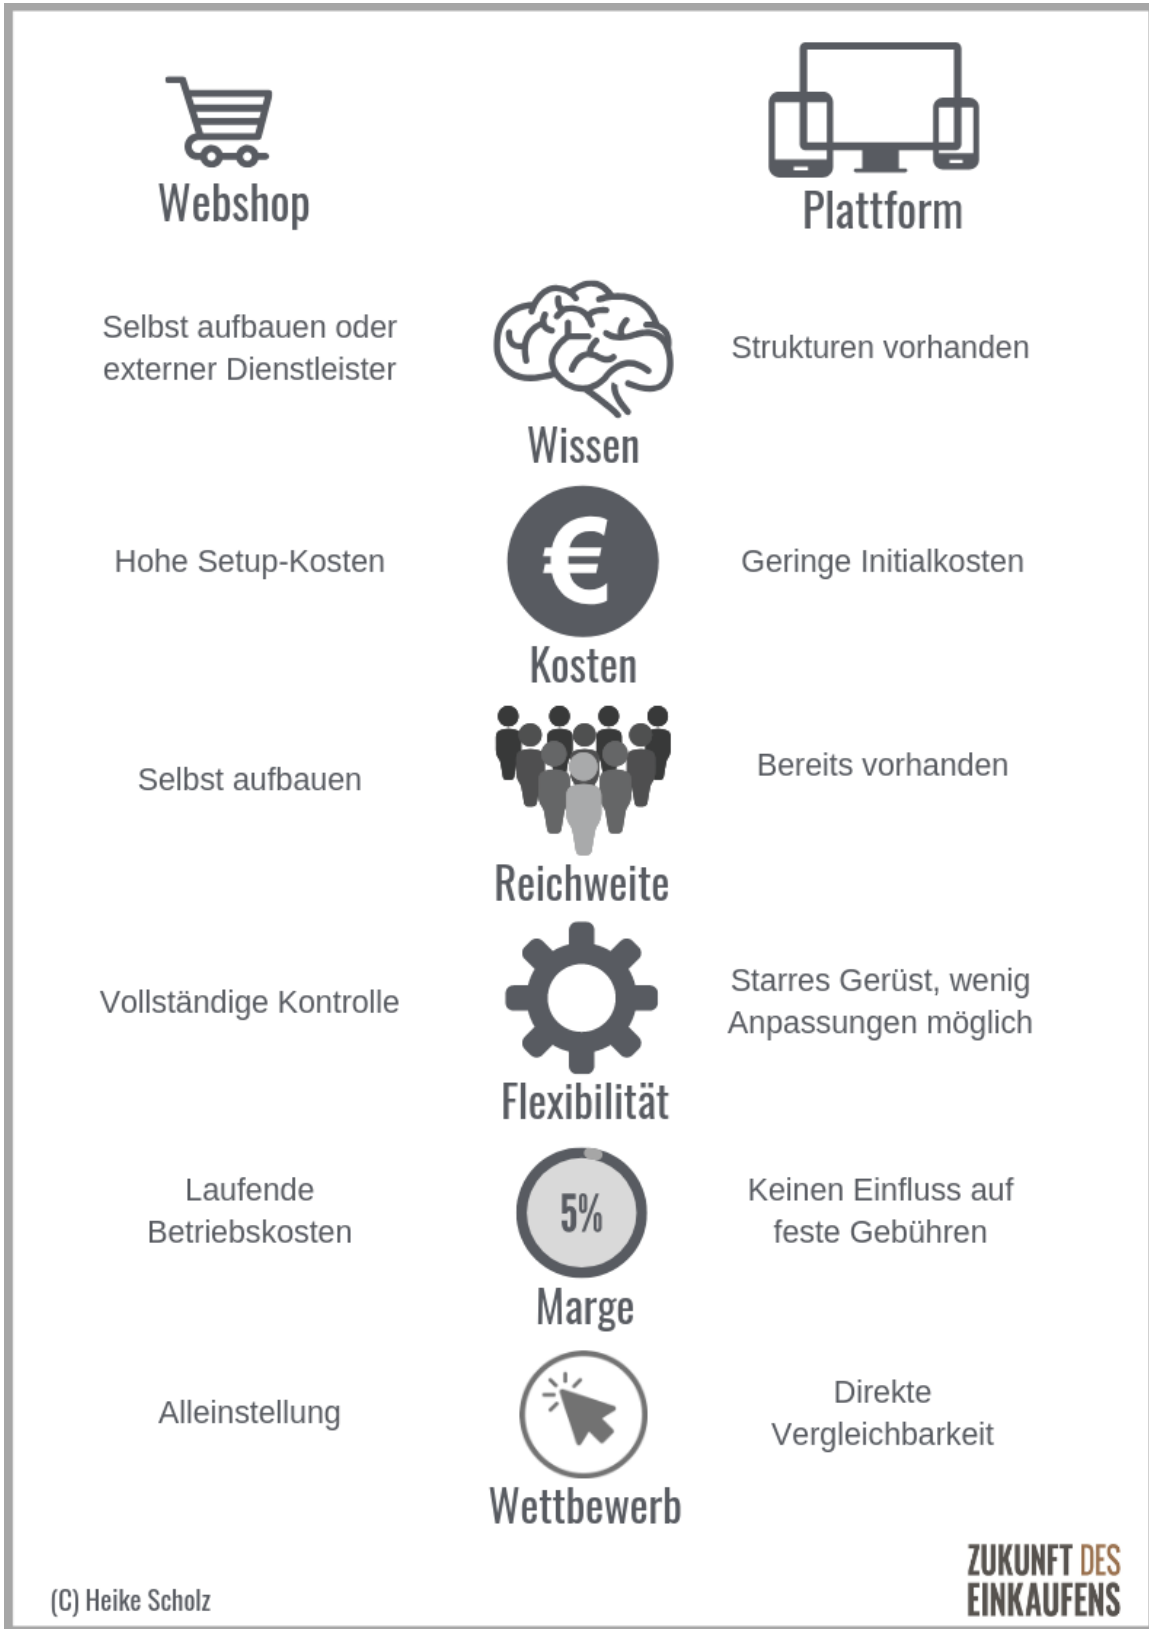 Webshop
Plattform
Selbst aufbauen oder
externer Dienstleister
Strukturen vorhanden
Wissen
Hohe Setup-Kosten
€
Geringe Initialkosten
Kosten
Selbst aufbauen
Bereits vorhanden
Reichweite
Vollständige Kontrolle
Starres Gerüst, wenig
Anpassungen möglich
Flexibilität
Laufende
Betriebskosten
5%
Keinen Einfluss auf
feste Gebühren
Marge
Alleinstellung
Direkte
Vergleichbarkeit
Wettbewerb
(C) Heike Scholz
ZUKUNFT DES
EINKAUFENS